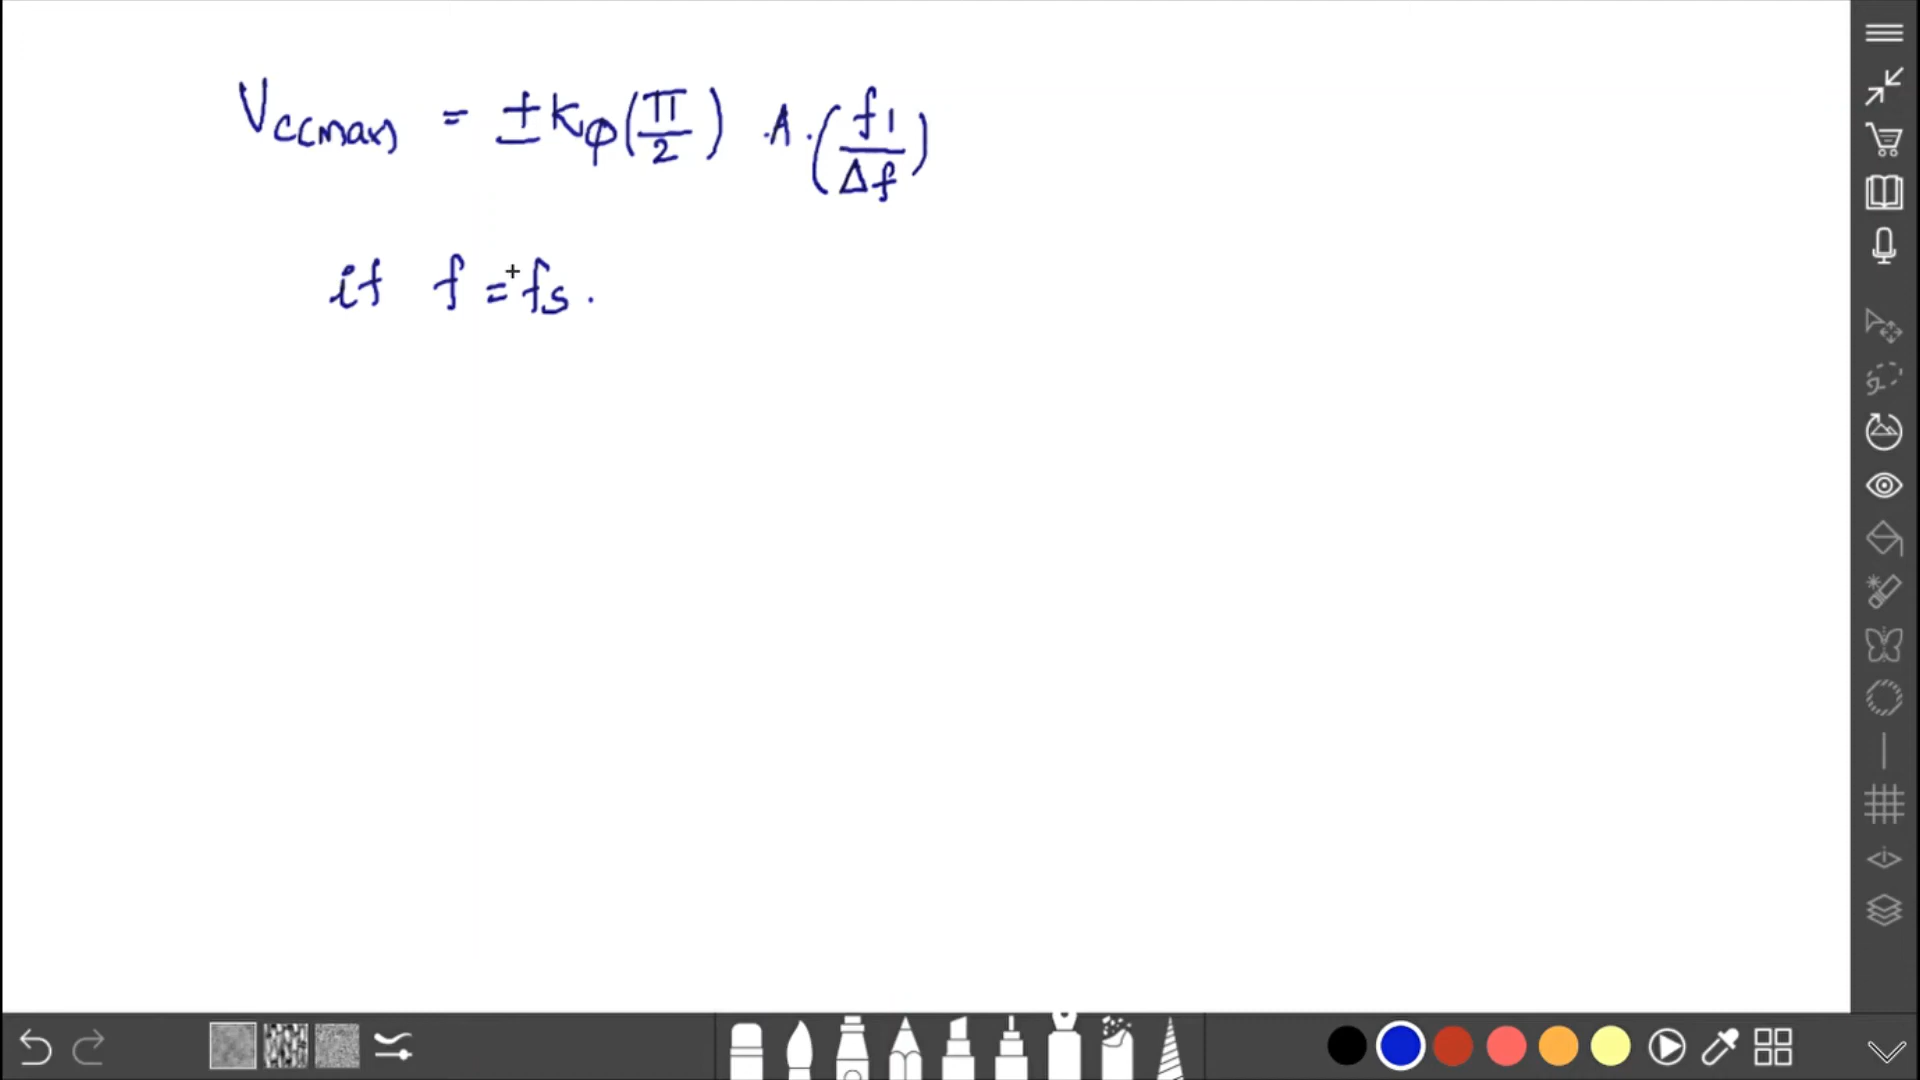 Vcc(max) = ±Kφ(π/2) .A.(f1/Δf)
if f = fs.